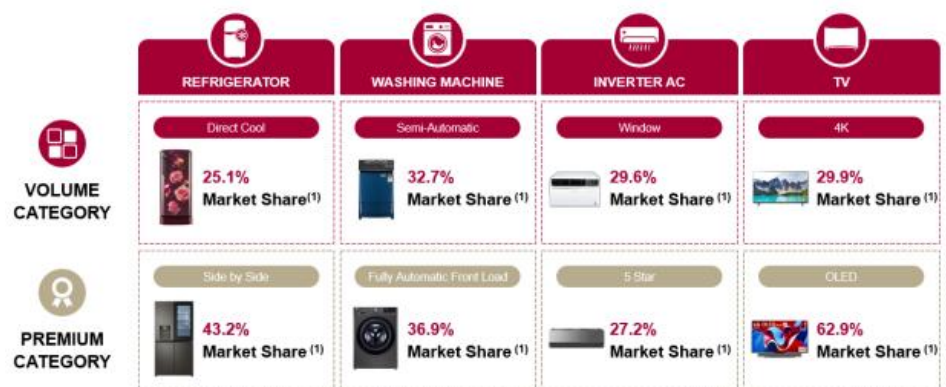 REFRIGERATOR
WASHING MACHINE
INVERTER AC
TV
VOLUME
CATEGORY
Direct Cool
25.1%
Market Share(1)
Semi-Automatic
32.7%
Market Share (1)
Window
29.6%
Market Share (1)
4K
29.9%
Market Share (1)
PREMIUM
CATEGORY
Side by Side
43.2%
Market Share (1)
Fully Automatic Front Load
36.9%
Market Share (1)
5 Star
27.2%
Market Share (1)
OLED
62.9%
Market Share (1)